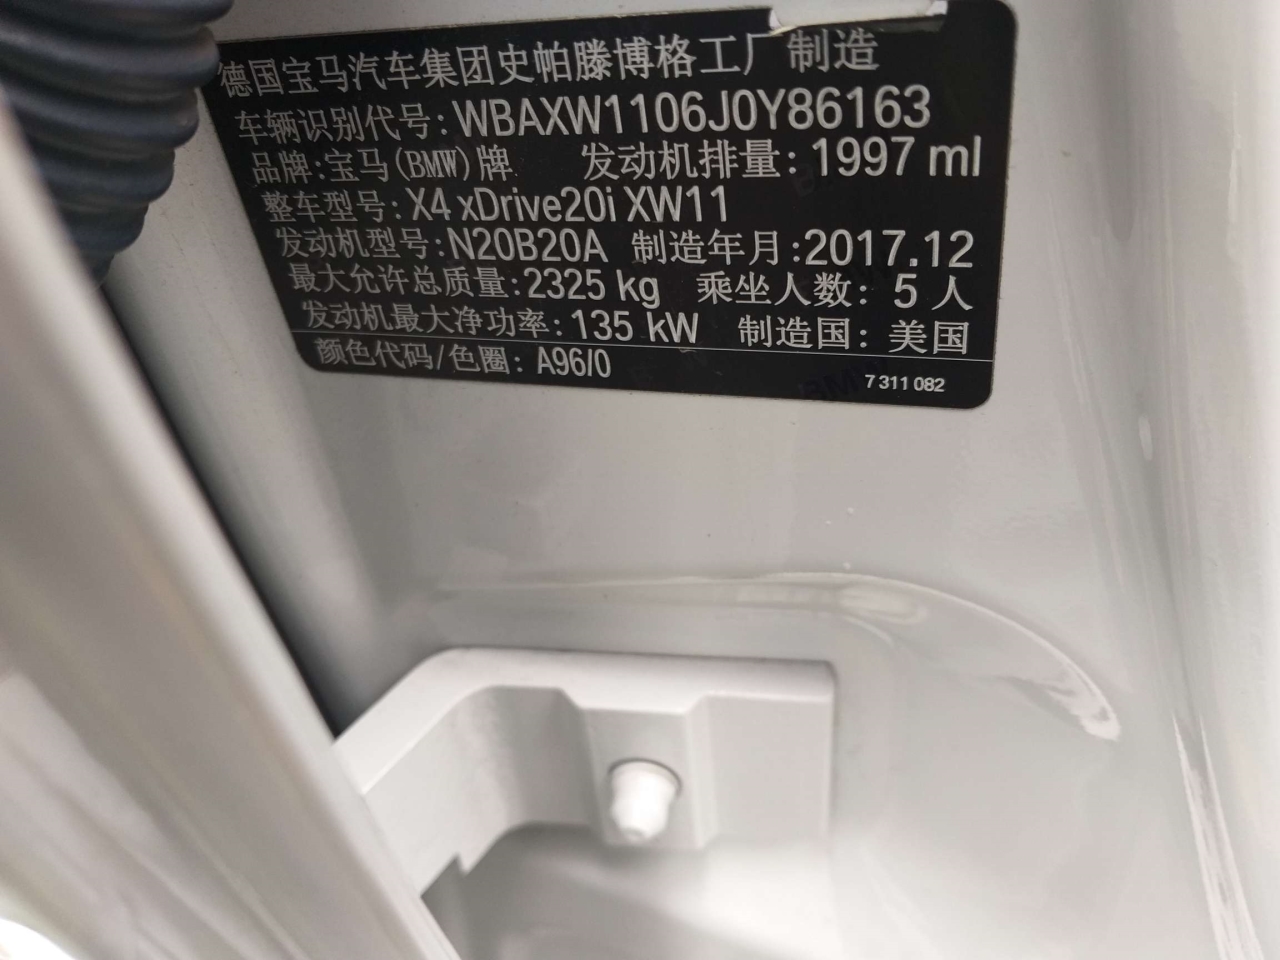 德国宝马汽车集团史帕滕博格工厂 制造
车辆识别代号: WBAXW1106J0Y86163
品牌: 宝马(BMW)牌 发动机排量: 1997 ml
整车型号: X4 xDrive20i XW11
发动机型号: N20B20A 制造年月: 2017.12
最大允许总质量: 2325 kg 乘坐人数: 5 人
发动机最大净功率: 135 kW 制造国: 美国
颜色代码/色圈: A96/0
7 311 082